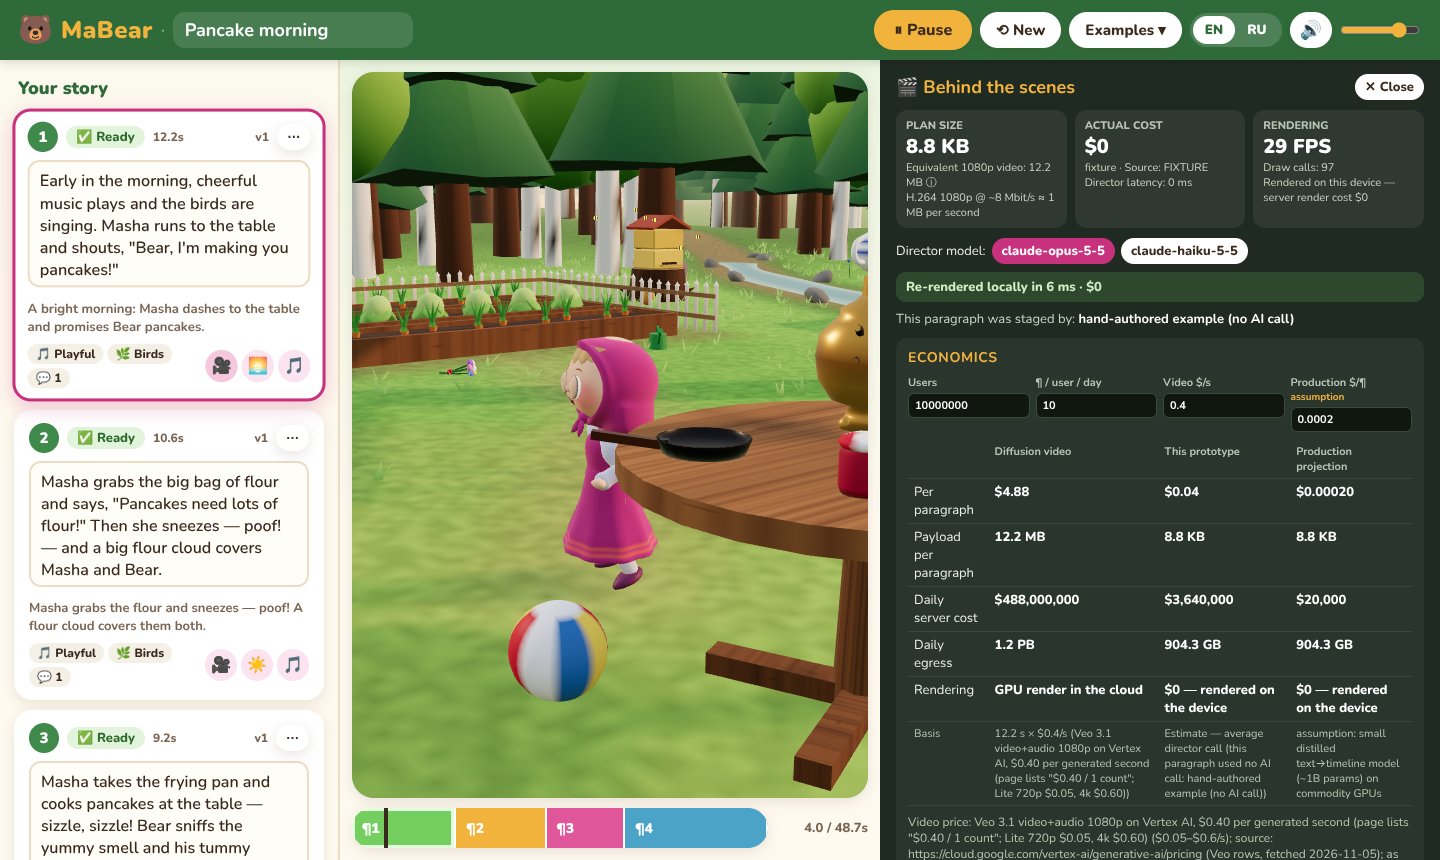 MaBear · Pancake morning
Pause
New
Examples ▾
EN
RU
Your story
1
Ready
12.2s
v1
...
Early in the morning, cheerful
music plays and the birds are
singing. Masha runs to the table
and shouts, "Bear, I'm making you
pancakes!"
A bright morning: Masha dashes to the table
and promises Bear pancakes.
Playful
Birds
1
2
Ready
10.6s
v1
...
Masha grabs the big bag of flour
and says, "Pancakes need lots of
flour!" Then she sneezes — poof!
— and a big flour cloud covers
Masha and Bear.
Masha grabs the flour and sneezes — poof! A
flour cloud covers them both.
Playful
Birds
1
3
Ready
9.2s
v1
...
Masha takes the frying pan and
cooks pancakes at the table —
sizzle, sizzle! Bear sniffs the
yummy smell and his tummy
¶1
¶2
¶3
¶4
4.0 / 48.7s
Behind the scenes
✕ Close
PLAN SIZE
8.8 KB
Equivalent 1080p video: 12.2
MB ⓘ
H.264 1080p @ ~8 Mbit/s ≈ 1
MB per second
ACTUAL COST
$0
fixture · Source: FIXTURE
Director latency: 0 ms
RENDERING
29 FPS
Draw calls: 97
Rendered on this device —
server render cost $0
Director model: claude-opus-5-5 claude-haiku-5-5
Re-rendered locally in 6 ms · $0
This paragraph was staged by: hand-authored example (no AI call)
ECONOMICS
Users
10000000
¶ / user / day
10
Video $/s
0.4
Production $/¶
assumption
0.0002
Diffusion video
This prototype
Production
projection
Per
paragraph
$4.88
$0.04
$0.00020
Payload
per
paragraph
12.2 MB
8.8 KB
8.8 KB
Daily
server cost
$488,000,000
$3,640,000
$20,000
Daily
egress
1.2 PB
904.3 GB
904.3 GB
Rendering
GPU render in the cloud
$0 — rendered on
the device
$0 — rendered
on the device
Basis
12.2 s × $0.4/s (Veo 3.1
video+audio 1080p on Vertex
AI, $0.40 per generated second
(page lists "$0.40 / 1 count";
Lite 720p $0.05, 4k $0.60))
Estimate — average
director call (this
paragraph used no AI
call: hand-authored
example (no AI call))
assumption: small
distilled
text→timeline model
(~1B params) on
commodity GPUs
Video price: Veo 3.1 video+audio 1080p on Vertex AI, $0.40 per generated second (page lists
"$0.40 / 1 count"; Lite 720p $0.05, 4k $0.60) ($0.05–$0.6/s); source:
https://cloud.google.com/vertex-ai/generative-ai/pricing (Veo rows, fetched 2026-11-05); as